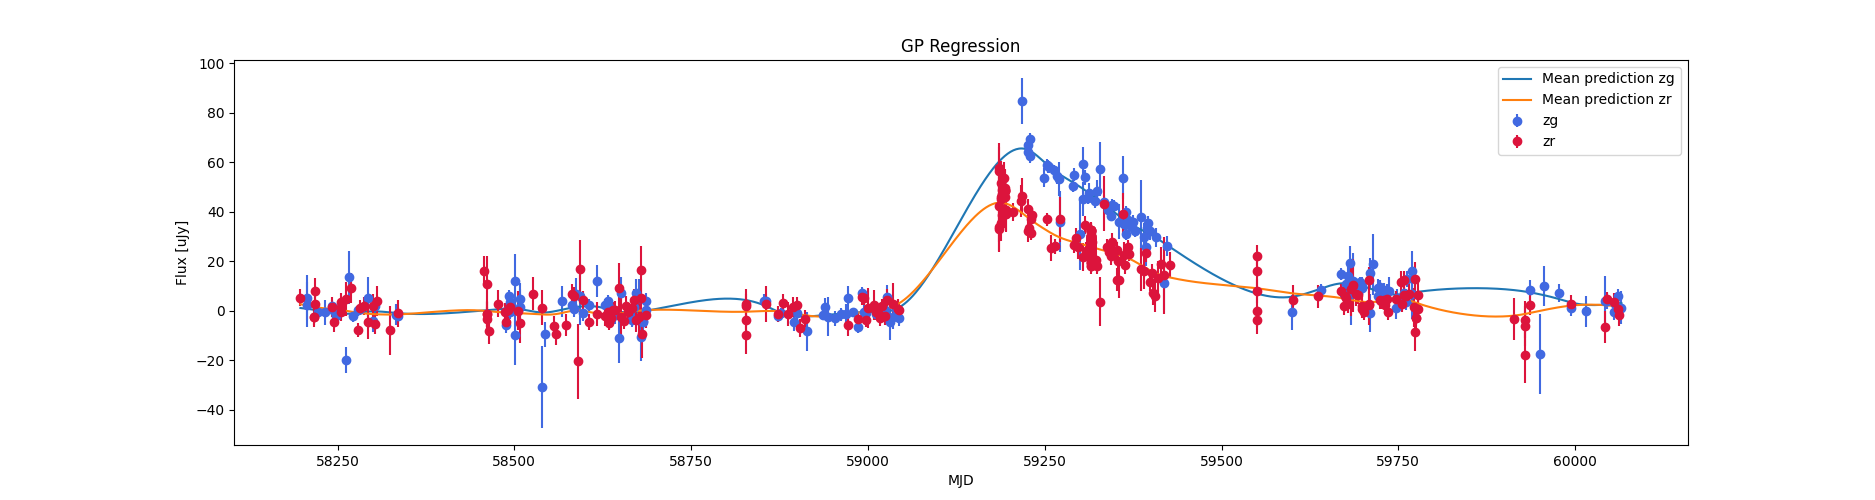 GP Regression
Flux [uJy]
100
80
60
40
20
0
−20
−40
Mean prediction zg
Mean prediction zr
zg
zr
58250 58500 58750 59000 59250 59500 59750 60000
MJD